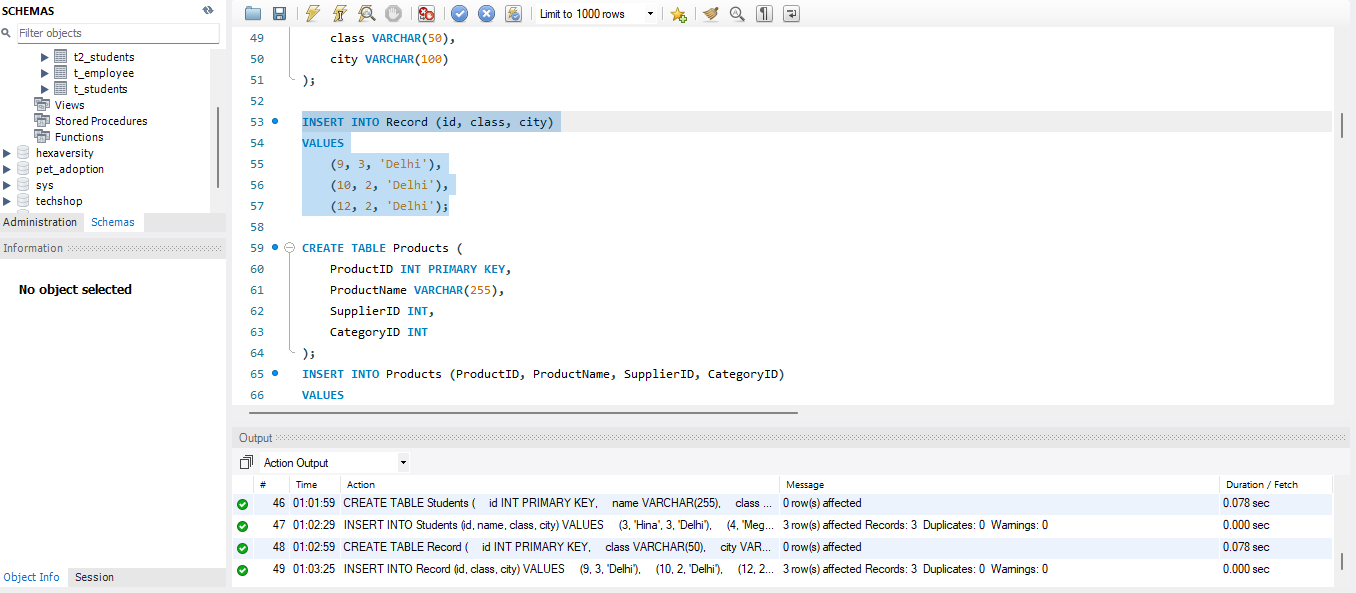 SCHEMAS
Filter objects
t2_students
t_employee
t_students
Views
Stored Procedures
Functions
hexaversity
pet_adoption
sys
techshop
Administration Schemas
Information
No object selected
Object Info Session
Limit to 1000 rows
49 class VARCHAR(50),
50 city VARCHAR(100)
51 );
52
53 INSERT INTO Record (id, class, city)
54 VALUES
55 (9, 3, 'Delhi'),
56 (10, 2, 'Delhi'),
57 (12, 2, 'Delhi');
58
59 CREATE TABLE Products (
60 ProductID INT PRIMARY KEY,
61 ProductName VARCHAR(255),
62 SupplierID INT,
63 CategoryID INT
64 );
65 INSERT INTO Products (ProductID, ProductName, SupplierID, CategoryID)
66 VALUES
Output
Action Output
# Time Action Message Duration / Fetch
46 01:01:59 CREATE TABLE Students ( id INT PRIMARY KEY, name VARCHAR(255), class ... 0 row(s) affected 0.078 sec
47 01:02:29 INSERT INTO Students (id, name, class, city) VALUES (3, 'Hina', 3, 'Delhi'), (4, 'Meg... 3 row(s) affected Records: 3 Duplicates: 0 Warnings: 0 0.000 sec
48 01:02:59 CREATE TABLE Record ( id INT PRIMARY KEY, class VARCHAR(50), city VAR... 0 row(s) affected 0.078 sec
49 01:03:25 INSERT INTO Record (id, class, city) VALUES (9, 3, 'Delhi'), (10, 2, 'Delhi'), (12, 2... 3 row(s) affected Records: 3 Duplicates: 0 Warnings: 0 0.000 sec